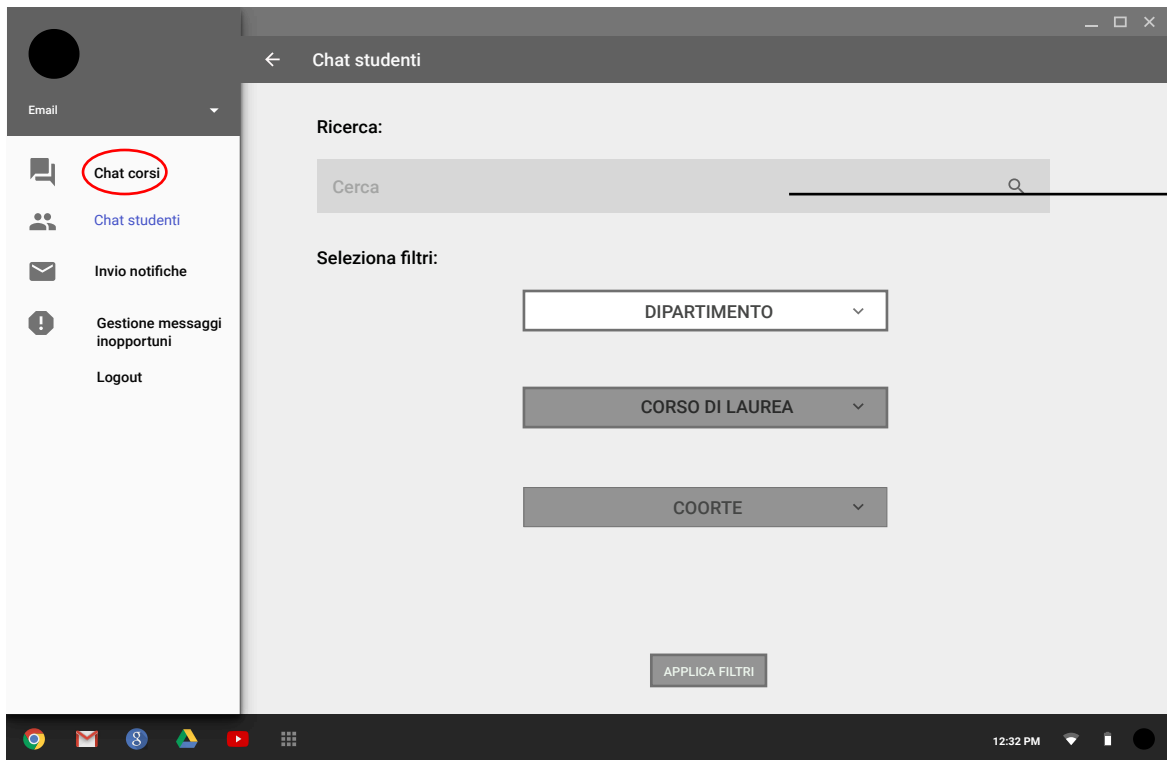 Chat studenti
Email
Ricerca:
Chat corsi
Cerca
Chat studenti
Seleziona filtri:
Invio notifiche
DIPARTIMENTO
Gestione messaggi
inopportuni
Logout
CORSO DI LAUREA
COORTE
APPLICA FILTRI
8
12:32 PM